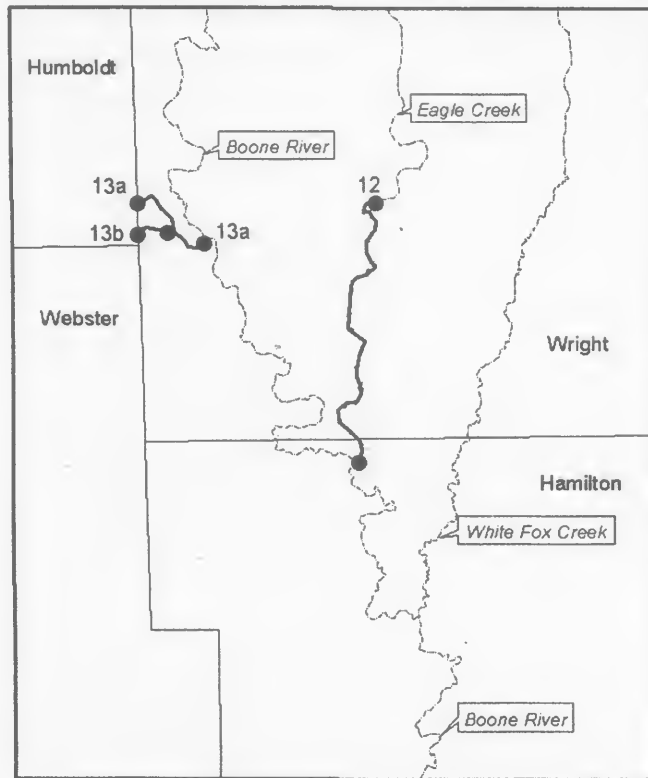 Humboldt
Eagle Creek
Boone River
13a
12
13b
13a
Webster
Wright
Hamilton
White Fox Creek
Boone River